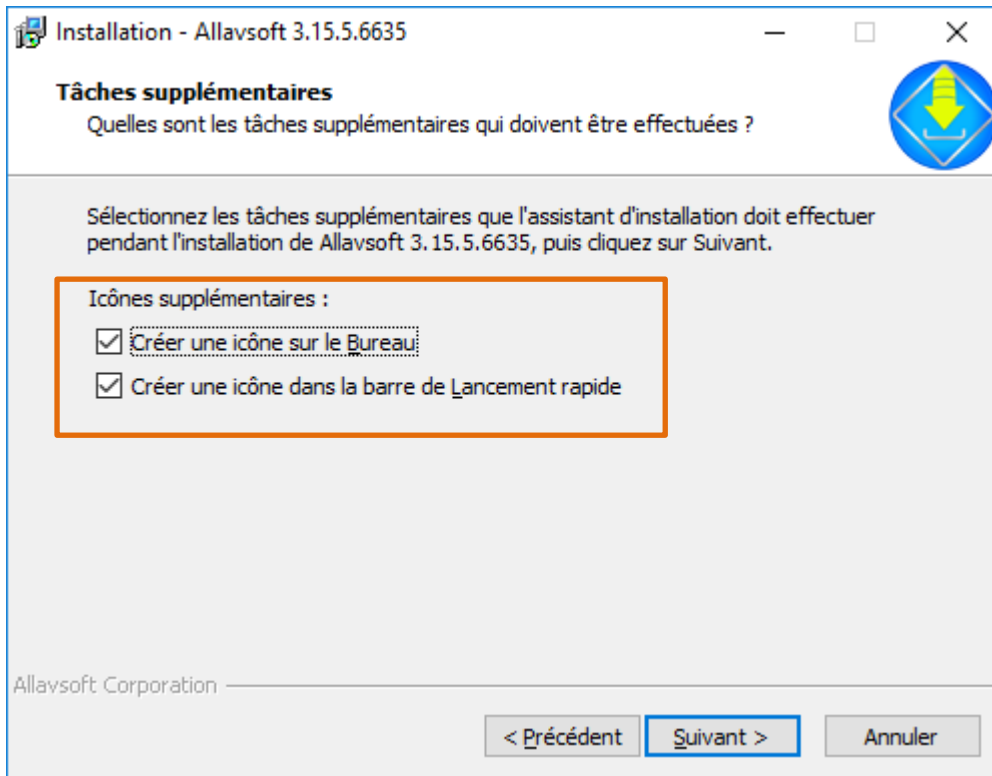 Installation - Allavsoft 3.15.5.6635
Tâches supplémentaires
Quelles sont les tâches supplémentaires qui doivent être effectuées ?
Sélectionnez les tâches supplémentaires que l'assistant d'installation doit effectuer
pendant l'installation de Allavsoft 3.15.5.6635, puis cliquez sur Suivant.
Icônes supplémentaires :
Créer une icône sur le Bureau
Créer une icône dans la barre de Lancement rapide
Allavsoft Corporation
< Précédent Suivant > Annuler